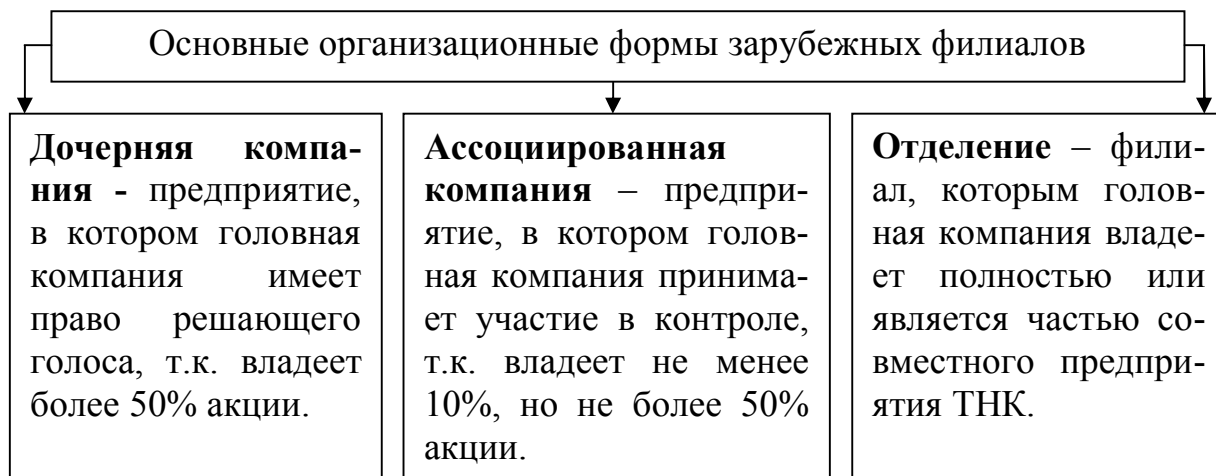 Основные организационные формы зарубежных филиалов
Дочерняя компа-
ния - предприятие,
в котором головная
компания имеет
право решающего
голоса, т.к. владеет
более 50% акции.
Ассоциированная
компания – предпри-
ятие, в котором голов-
ная компания принима-
ет участие в контроле,
т.к. владеет не менее
10%, но не более 50%
акции.
Отделение – фили-
ал, которым голов-
ная компания владе-
ет полностью или
является частью со-
вместного предпри-
ятия ТНК.